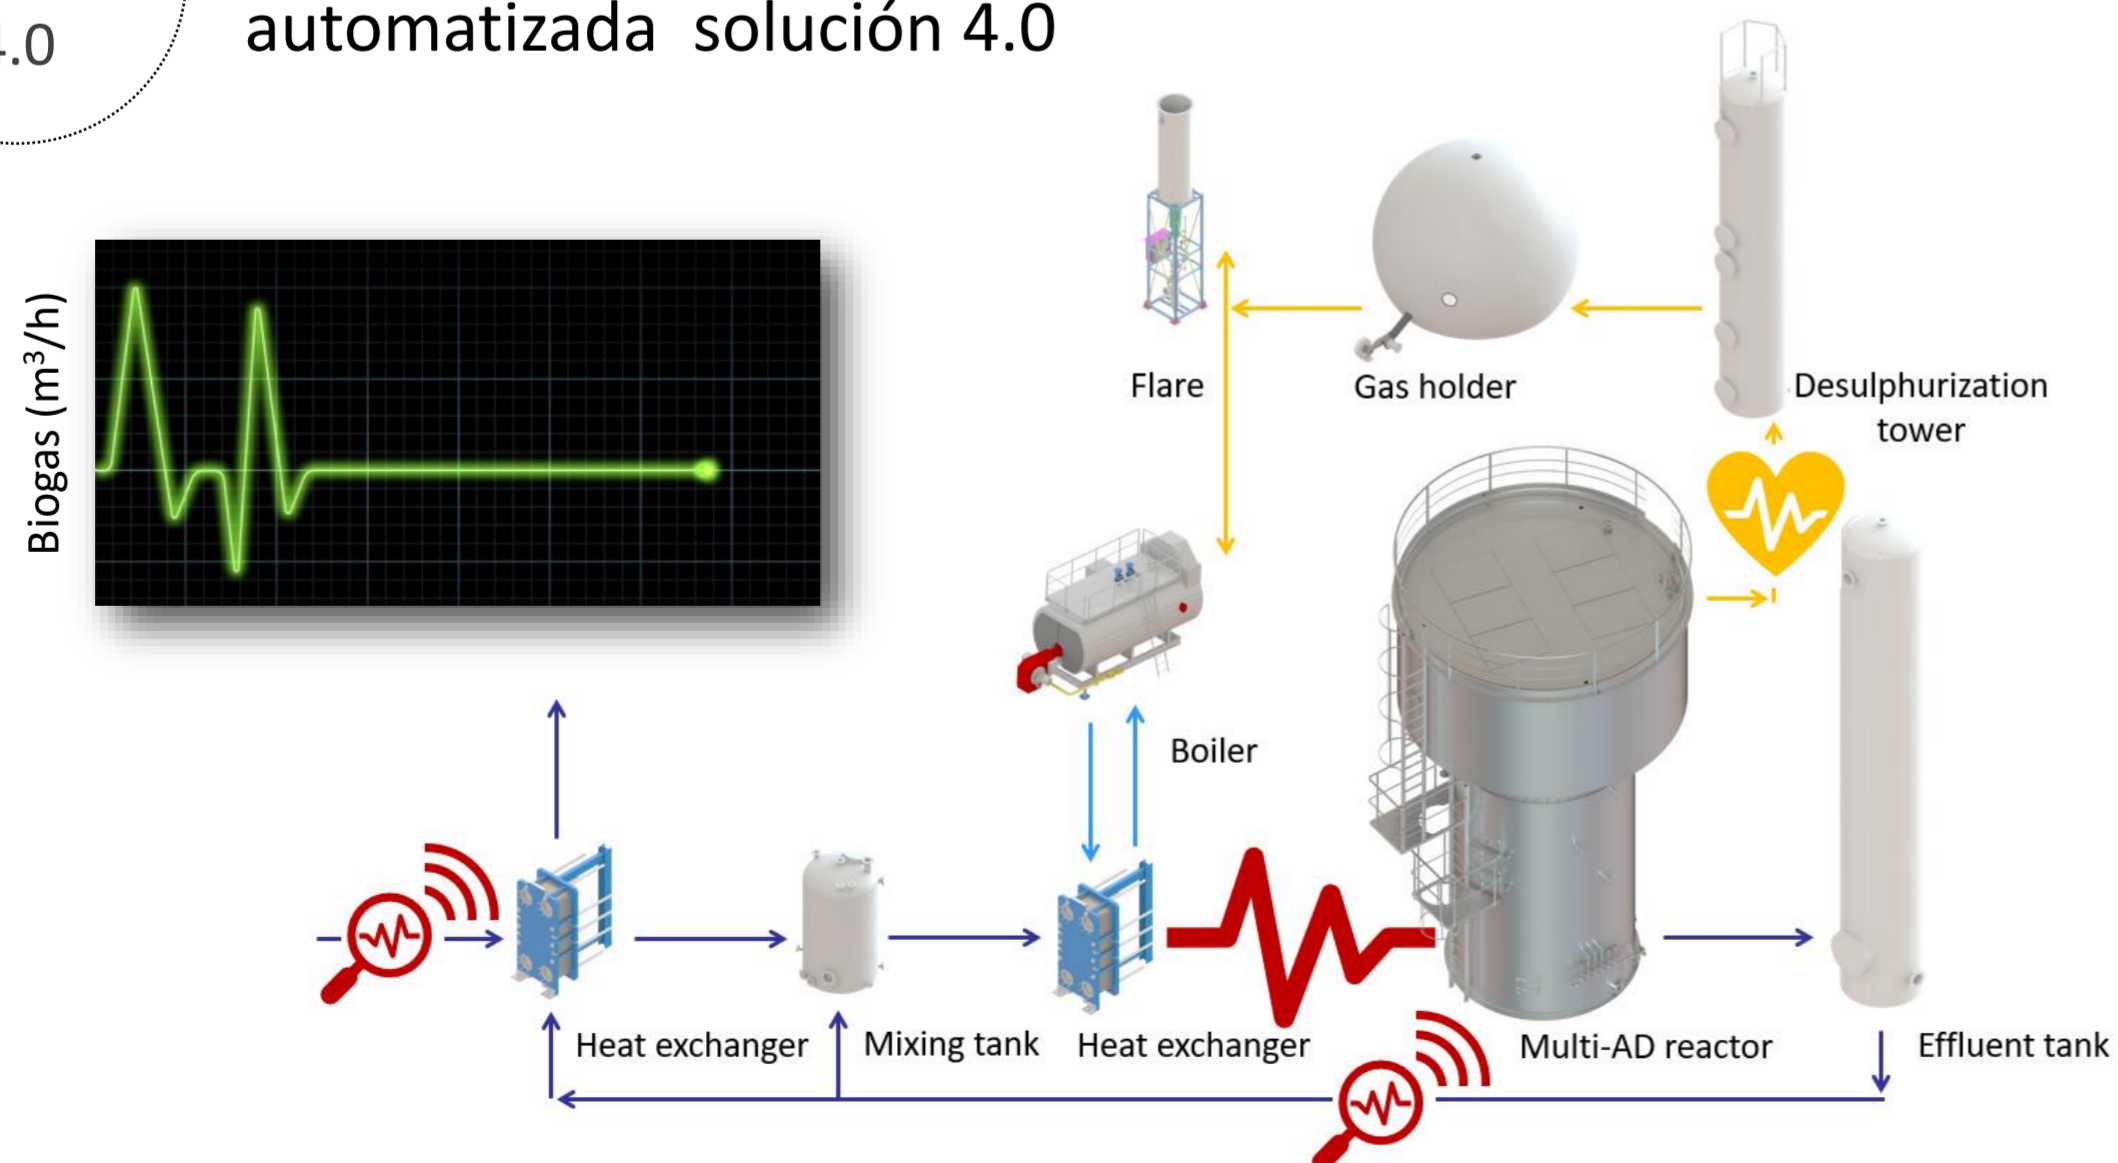 automatizada solución 4.0
4.0
Biogas (m³/h)
Flare
Gas holder
Desulphurization
tower
Boiler
Heat exchanger
Mixing tank
Heat exchanger
Multi-AD reactor
Effluent tank